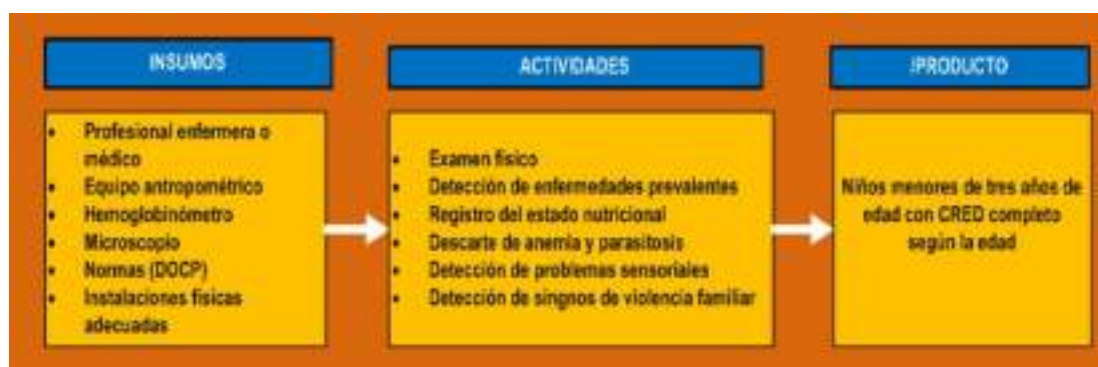 INSUMOS
Profesional enfermera o
médico
Equipo antropométrico
Hemoglobinómetro
Microscopio
Normas (DOCP)
Instalaciones físicas
adecuadas
ACTIVIDADES
Examen físico
Detección de enfermedades prevalentes
Registro del estado nutricional
Descarte de anemia y parasitosis
Detección de problemas sensoriales
Detección de singnos de violencia familiar
!PRODUCTO
Niños menores de tres años de
edad con CRED completo
según la edad